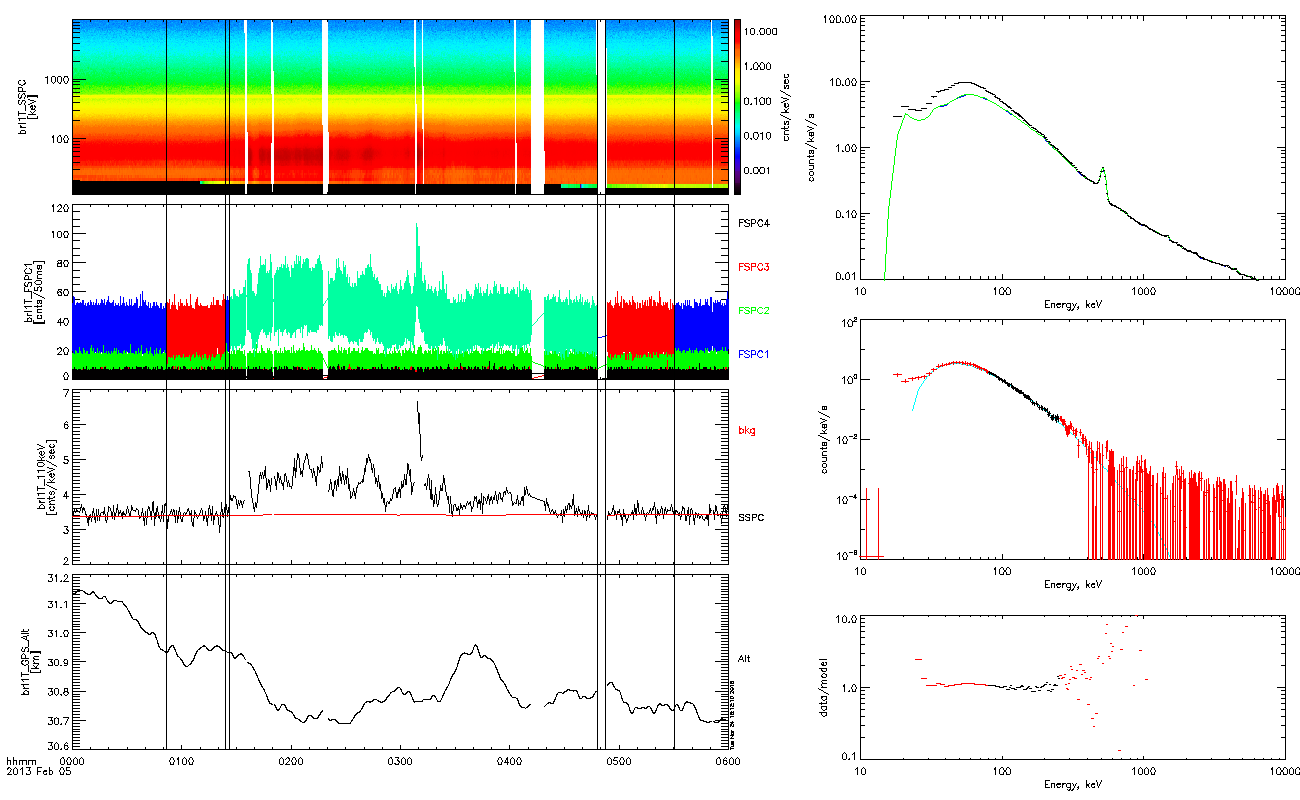 1000
100
brl1T_SSPC
[keV]
10.000
1.000
0.100
0.010
0.001
cnts/keV/sec
120
100
80
60
40
20
0
brl1T_FSPC1
[cnts/50ms]
FSPC4
FSPC3
FSPC2
FSPC1
7
6
5
4
3
2
brl1T_110keV
[cnts/keV/sec]
bkg
SSPC
31.2
31.1
31.0
30.9
30.8
30.7
30.6
brl1T_GPS_Alt
[km]
Alt
hhmm
0000
0100
0200
0300
0400
0500
0600
2013 Feb 05
100.00
10.00
1.00
0.10
0.01
counts/keV/s
10
100
1000
10000
Energy, keV
10²
10⁰
10⁻²
10⁻⁴
10⁻⁶
counts/keV/s
10
100
1000
10000
Energy, keV
10.0
1.0
0.1
data/model
10
100
1000
10000
Energy, keV